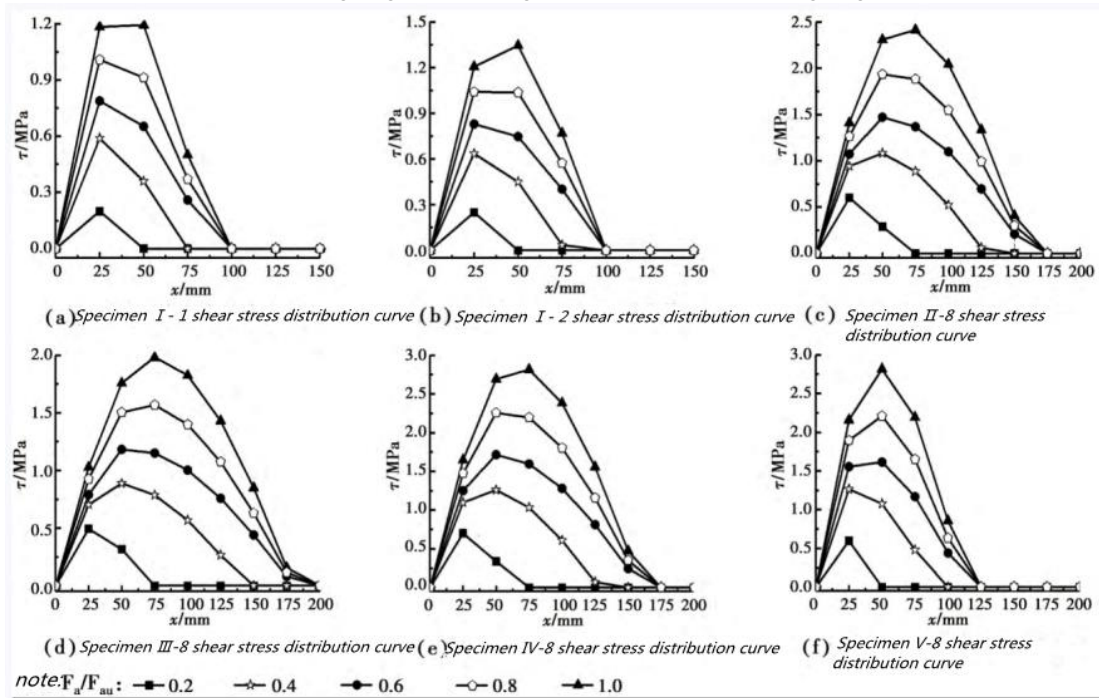 1.2
0.9
0.6
0.3
0.0
τ/MPa
0 25 50 75 100 125 150
x/mm
(a) Specimen Ⅰ-1 shear stress distribution curve
1.5
1.2
0.9
0.6
0.3
0.0
τ/MPa
0 25 50 75 100 125 150
x/mm
(b) Specimen Ⅰ-2 shear stress distribution curve
2.5
2.0
1.5
1.0
0.5
0.0
τ/MPa
0 25 50 75 100 125 150 175 200
x/mm
(c) Specimen Ⅱ-8 shear stress
distribution curve
2.0
1.5
1.0
0.5
0.0
τ/MPa
0 25 50 75 100 125 150 175 200
x/mm
(d) Specimen Ⅲ-8 shear stress distribution curve
3.0
2.5
2.0
1.5
1.0
0.5
0.0
τ/MPa
0 25 50 75 100 125 150 175 200
x/mm
(e) Specimen Ⅳ-8 shear stress distribution curve
3.0
2.5
2.0
1.5
1.0
0.5
0.0
τ/MPa
0 25 50 75 100 125 150 175 200
x/mm
(f) Specimen Ⅴ-8 shear stress
distribution curve
note: Fa/Fau: 0.2 0.4 0.6 0.8 1.0